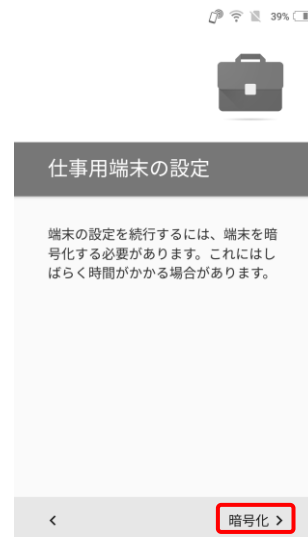 39%
仕事用端末の設定
端末の設定を続行するには、端末を暗
号化する必要があります。これにはし
ばらく時間がかかる場合があります。
暗号化